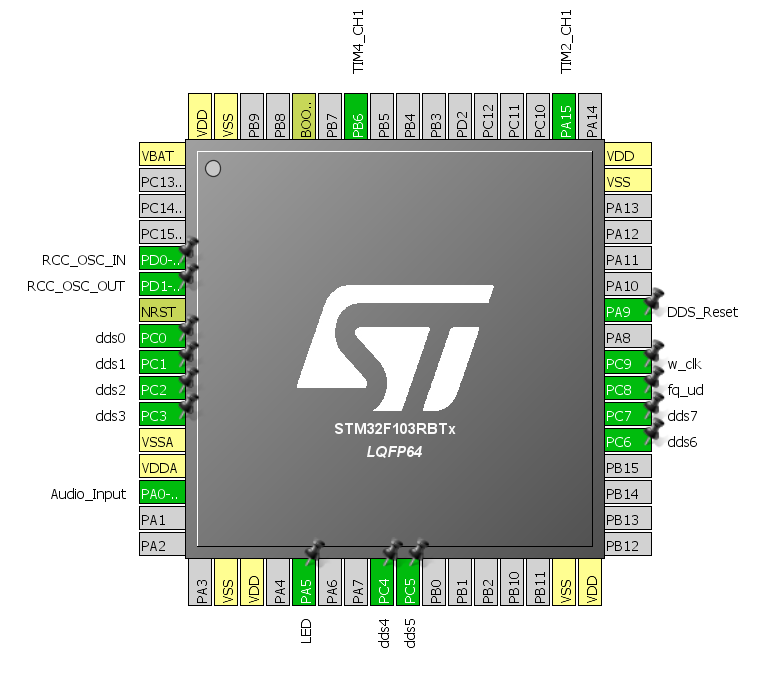 TIM4_CH1
TIM2_CH1
VDD
VSS
PB9
PB8
BOO..
PB7
PB6
PB5
PB4
PB3
PD2
PC12
PC11
PC10
PA15
PA14
VBAT
PC13..
PC14..
PC15..
RCC_OSC_IN PD0-..
RCC_OSC_OUT PD1-..
NRST
dds0 PC0
dds1 PC1
dds2 PC2
dds3 PC3
VSSA
VDDA
Audio_Input PA0-..
PA1
PA2
STM32F103RBTx
LQFP64
VDD
VSS
PA13
PA12
PA11
PA10
PA9 DDS_Reset
PA8
PC9 w_clk
PC8 fq_ud
PC7 dds7
PC6 dds6
PB15
PB14
PB13
PB12
PA3
VSS
VDD
PA4
PA5
PA6
PA7
PC4
PC5
PB0
PB1
PB2
PB10
PB11
VSS
VDD
LED
dds4
dds5